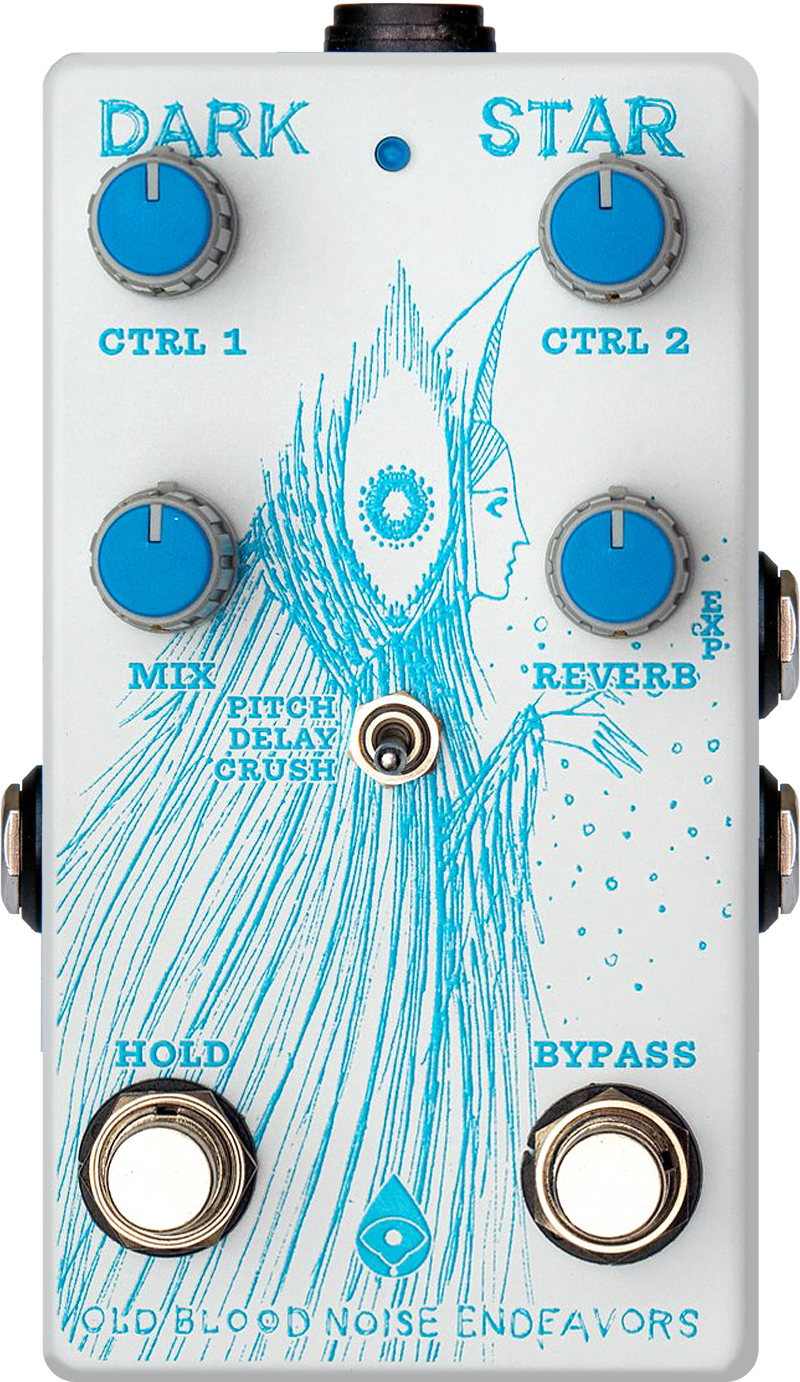 DARK STAR
CTRL 1 CTRL 2
EXP
MIX REVERB
PITCH
DELAY
CRUSH
HOLD BYPASS
OLD BLOOD NOISE ENDEAVORS